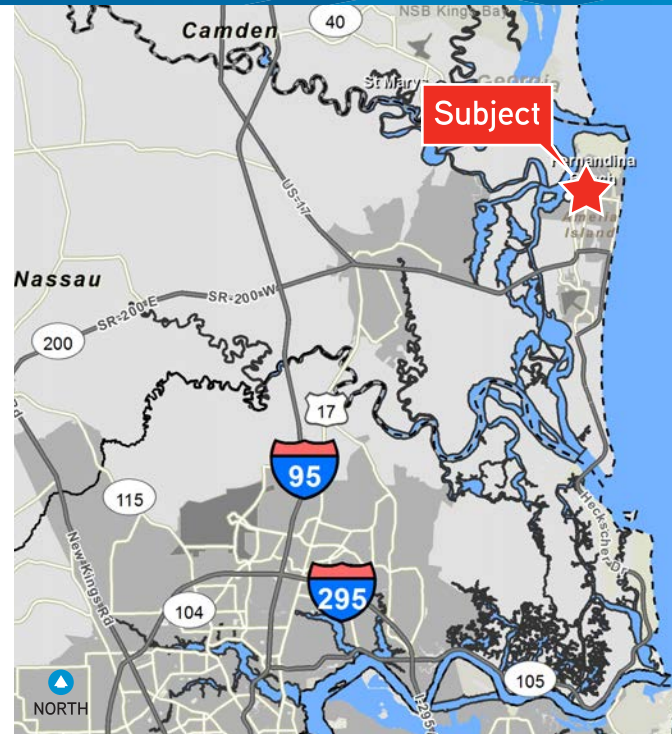 40
NSB Kings Bay
Camden
Georgia
St Marys
Subject
Fernandina
Beach
Amelia
Island
US-17
Nassau
SR-200 E
SR-200 W
200
17
95
115
Heckscher Dr
New Kings Rd
295
104
105
I-295
NORTH